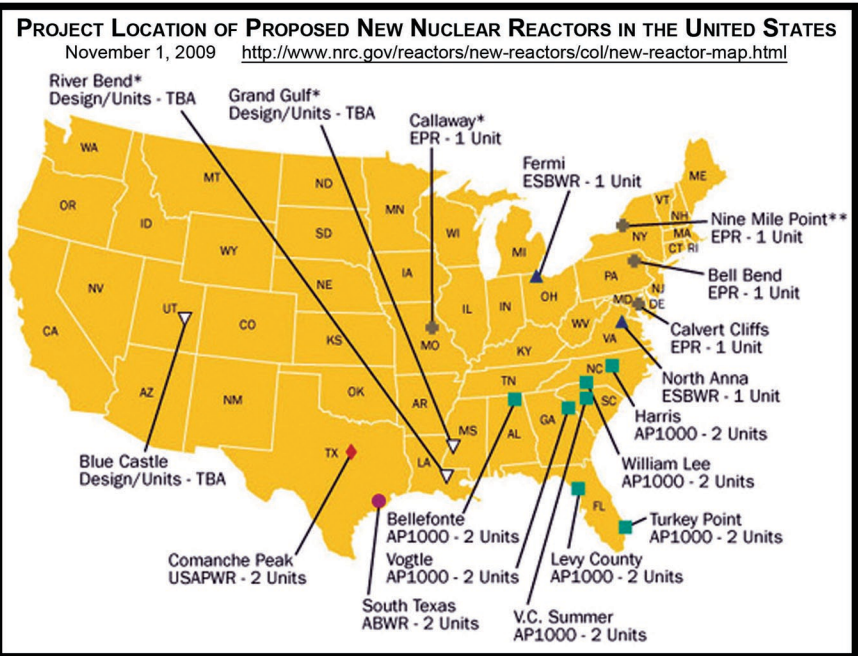 PROJECT LOCATION OF PROPOSED NEW NUCLEAR REACTORS IN THE UNITED STATES
November 1, 2009 http://www.nrc.gov/reactors/new-reactors/col/new-reactor-map.html
River Bend*
Design/Units - TBA
Grand Gulf*
Design/Units - TBA
Callaway*
EPR - 1 Unit
Fermi
ESBWR - 1 Unit
Nine Mile Point**
EPR - 1 Unit
Bell Bend
EPR - 1 Unit
Calvert Cliffs
EPR - 1 Unit
North Anna
ESBWR - 1 Unit
Harris
AP1000 - 2 Units
William Lee
AP1000 - 2 Units
Turkey Point
AP1000 - 2 Units
Levy County
AP1000 - 2 Units
V.C. Summer
AP1000 - 2 Units
Bellefonte
AP1000 - 2 Units
Vogtle
AP1000 - 2 Units
South Texas
ABWR - 2 Units
Comanche Peak
USAPWR - 2 Units
Blue Castle
Design/Units - TBA
WA
OR
CA
NV
ID
MT
WY
UT
AZ
CO
NM
ND
SD
NE
KS
OK
TX
MN
IA
MO
AR
LA
WI
IL
MI
IN
OH
KY
TN
MS
AL
GA
FL
SC
NC
VA
WV
PA
NY
MD
DE
NJ
CT
RI
MA
VT
NH
ME